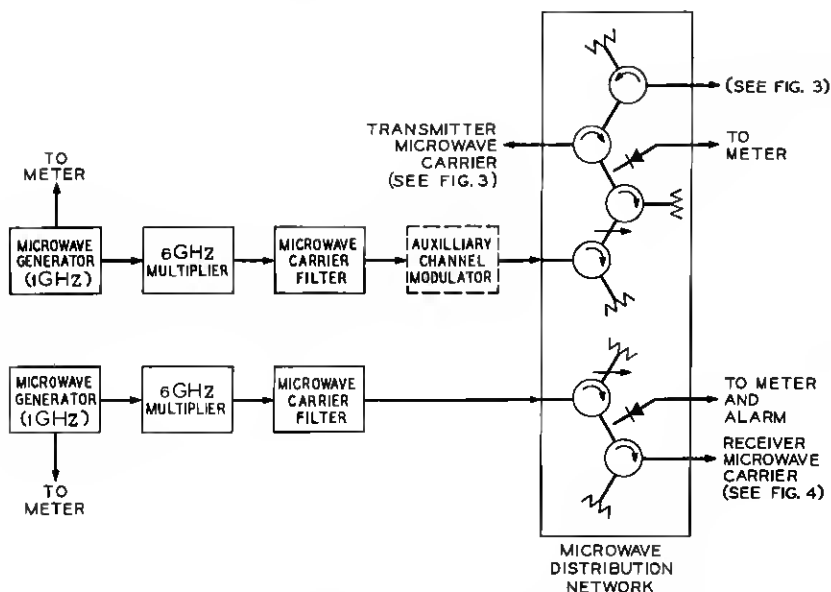 (SEE FIG. 3)
TRANSMITTER
MICROWAVE
CARRIER
(SEE FIG. 3)
TO
METER
TO
METER
MICROWAVE
GENERATOR
(1GHZ)
6GHZ
MULTIPLIER
MICROWAVE
CARRIER
FILTER
AUXILLIARY
CHANNEL
MODULATOR
MICROWAVE
GENERATOR
(1GHZ)
6GHZ
MULTIPLIER
MICROWAVE
CARRIER
FILTER
TO METER
AND
ALARM
RECEIVER
MICROWAVE
CARRIER
(SEE FIG. 4)
TO
METER
MICROWAVE
DISTRIBUTION
NETWORK